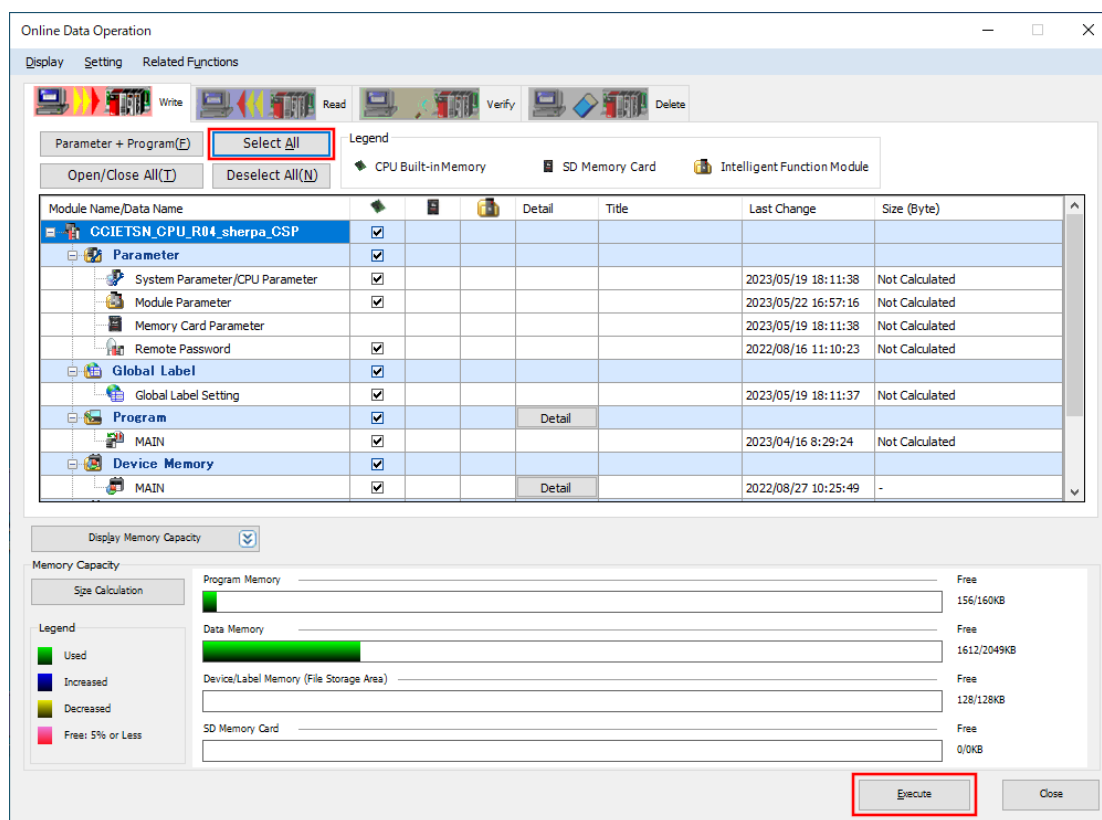 Online Data Operation
Display Setting Related Functions
Write Read Verify Delete
Parameter + Program(F) Select All Legend
CPU Built-in Memory SD Memory Card Intelligent Function Module
Open/Close All(T) Deselect All(N)
Module Name/Data Name Detail Title Last Change Size (Byte)
CCIETSN_CPU_R04_sherpa_CSP
Parameter
System Parameter/CPU Parameter 2023/05/19 18:11:38 Not Calculated
Module Parameter 2023/05/22 16:57:16 Not Calculated
Memory Card Parameter 2023/05/19 18:11:38 Not Calculated
Remote Password 2022/08/16 11:10:23 Not Calculated
Global Label
Global Label Setting 2023/05/19 18:11:37 Not Calculated
Program Detail
MAIN 2023/04/16 8:29:24 Not Calculated
Device Memory
MAIN Detail 2022/08/27 10:25:49 -
Display Memory Capacity
Memory Capacity
Size Calculation
Program Memory Free
156/160KB
Legend
Used
Increased
Decreased
Free: 5% or Less
Data Memory Free
1612/2049KB
Device/Label Memory (File Storage Area) Free
128/128KB
SD Memory Card Free
0/0KB
Execute Close